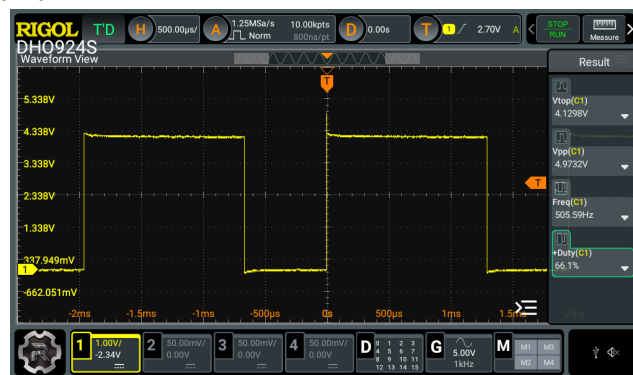 RIGOL T'D H 500.00μs/ A 1.25MSa/s 10.00kpts D 0.00s T 1 2.70V A STOP
Norm 800ns/pt RUN Measure
DHO924S
Waveform View Result
T
5.338V
4.338V
3.338V
2.338V
1.338V
337.949mV
1
-662.051mV
-2ms -1.5ms -1ms -500μs 0s 500μs 1ms 1.5ms 2ms
T
Vtop(C1)
4.1298V
Vpp(C1)
4.9732V
Freq(C1)
505.59Hz
+Duty(C1)
66.1%
1 1.00V/ 2 50.00mV/ 3 50.00mV/ 4 50.00mV/ D 0 1 2 3 G 5.00V M M1 M3
-2.34V 0.00V 0.00V 0.00V 4 5 6 7 1kHz M2 M4
8 9 10 11
12 13 14 15